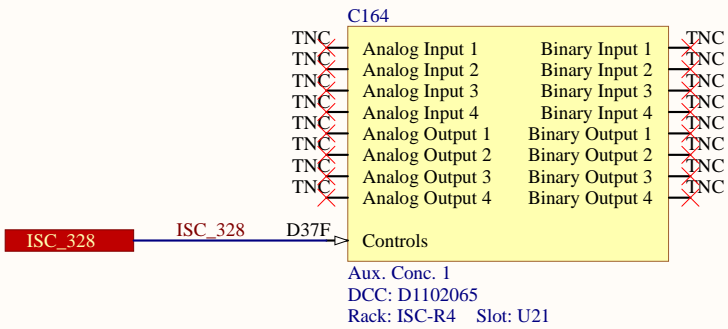 C164
TNC Analog Input 1 Binary Input 1 TNC
TNC Analog Input 2 Binary Input 2 TNC
TNC Analog Input 3 Binary Input 3 TNC
TNC Analog Input 4 Binary Input 4 TNC
TNC Analog Output 1 Binary Output 1 TNC
TNC Analog Output 2 Binary Output 2 TNC
TNC Analog Output 3 Binary Output 3 TNC
TNC Analog Output 4 Binary Output 4 TNC
ISC_328 ISC_328 D37F Controls
Aux. Conc. 1
DCC: D1102065
Rack: ISC-R4 Slot: U21